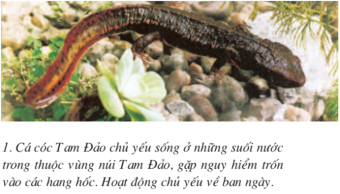 1. Cá cóc Tam Đảo chủ yếu sống ở những suối nước
trong thuộc vùng núi Tam Đảo, gặp nguy hiểm trốn
vào các hang hốc. Hoạt động chủ yếu về ban ngày.